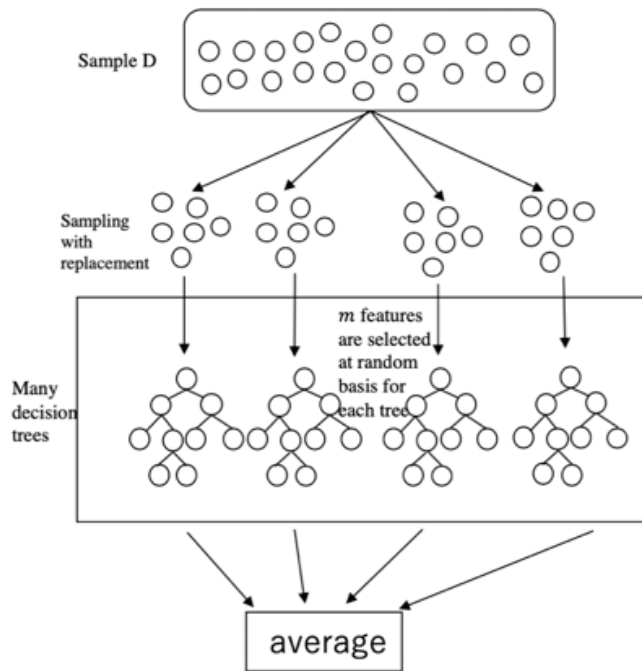 Sample D
Sampling
with
replacement
m features
are selected
at random
basis for
each tree
Many
decision
trees
average